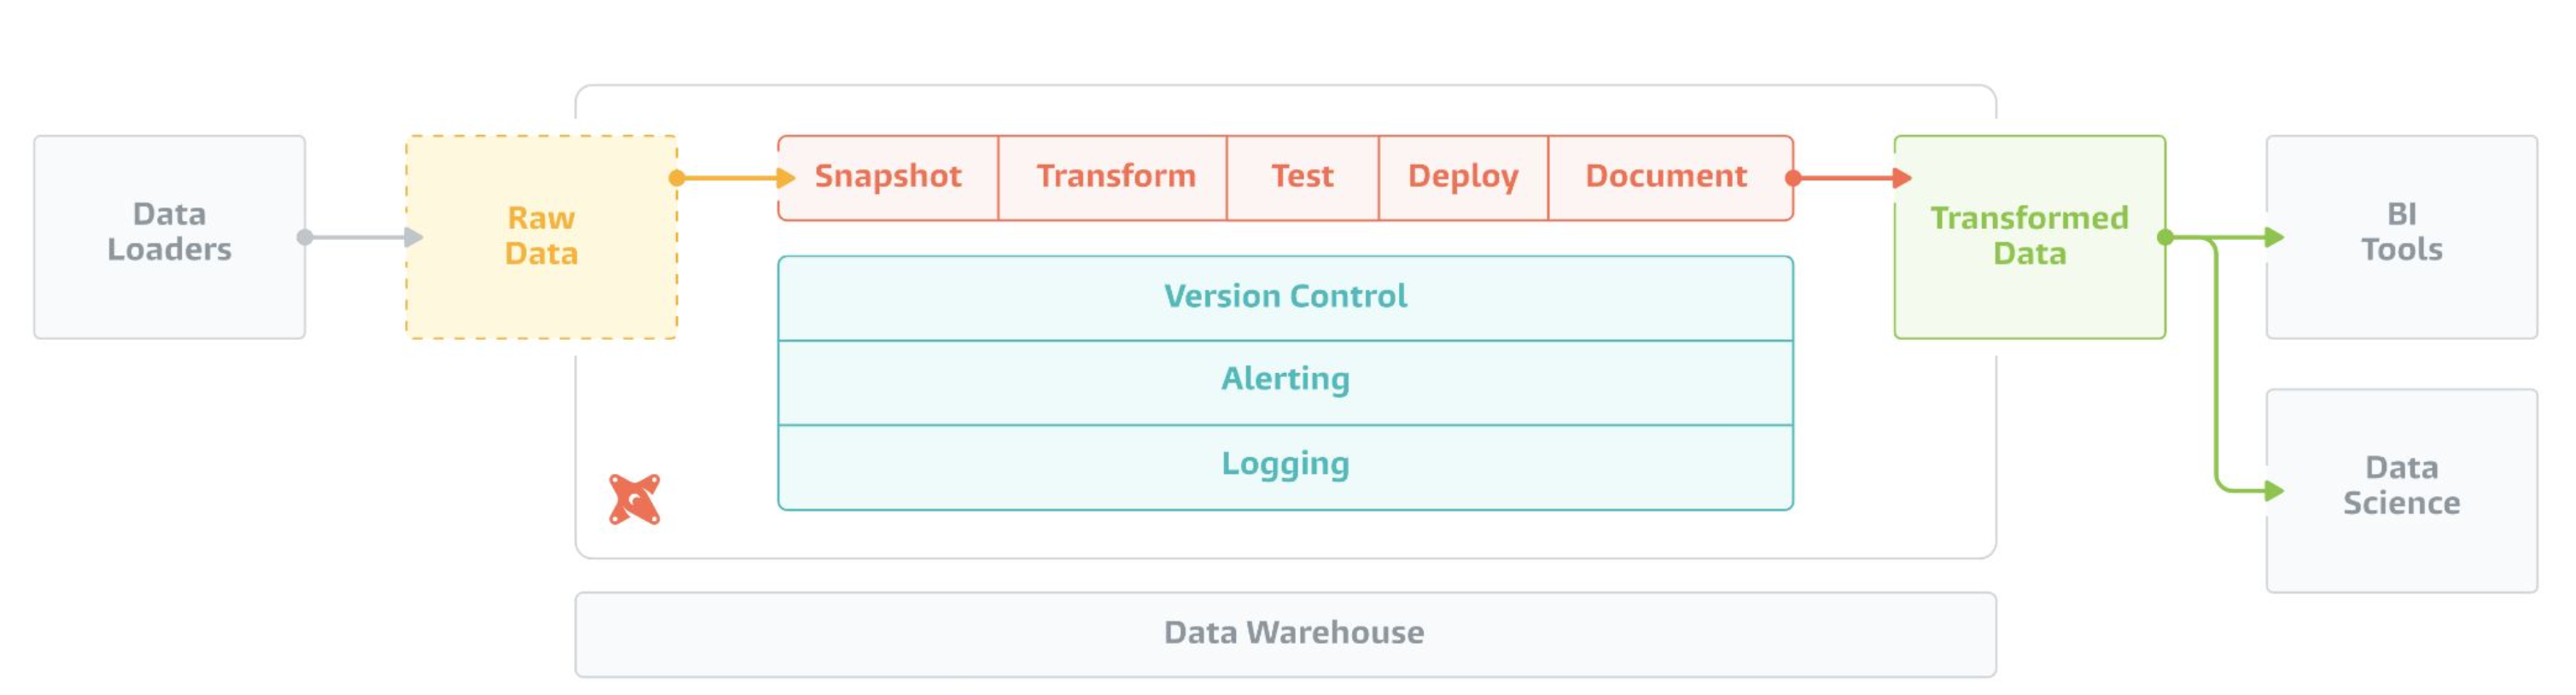 Data
Loaders
Raw
Data
Snapshot
Transform
Test
Deploy
Document
Version Control
Alerting
Logging
Transformed
Data
BI
Tools
Data
Science
Data Warehouse